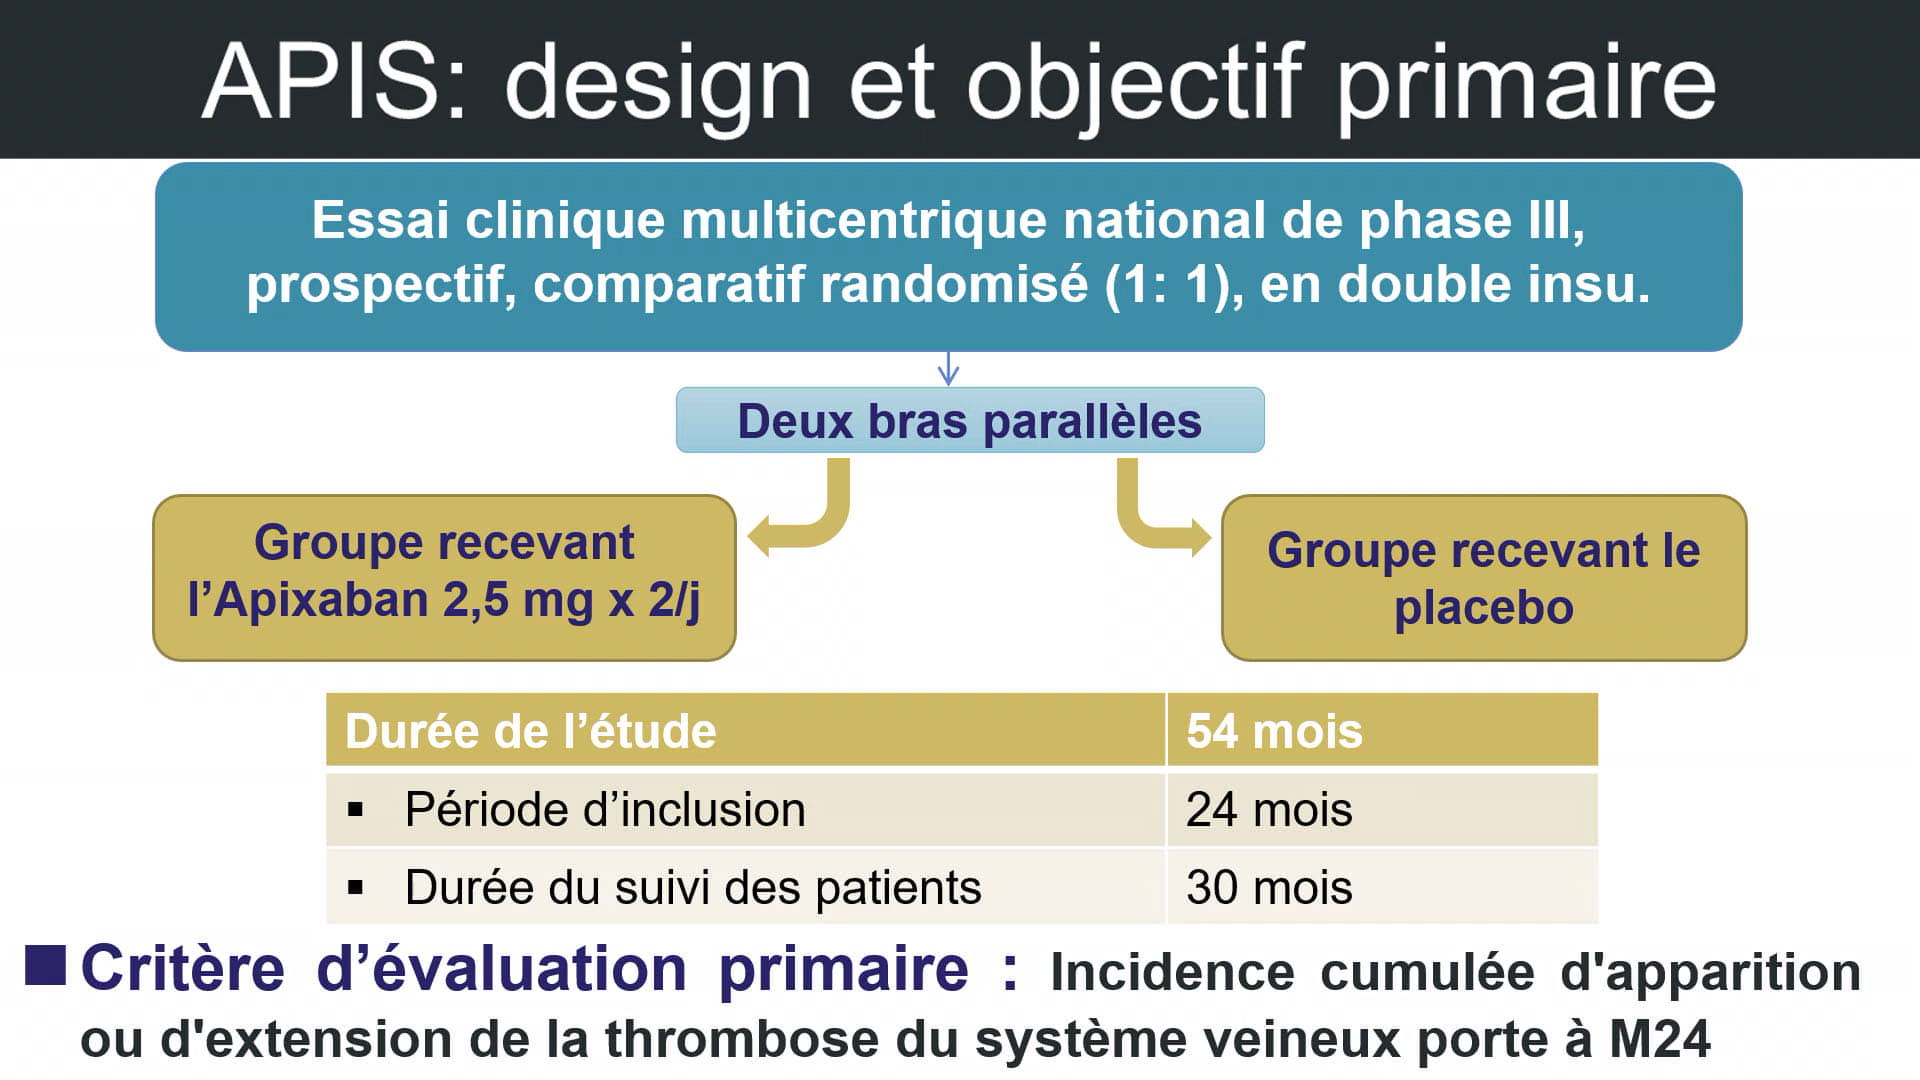 APIS: design et objectif primaire
Essai clinique multicentrique national de phase III,
prospectif, comparatif randomisé (1: 1), en double insu.
Deux bras parallèles
Groupe recevant
l’Apixaban 2,5 mg x 2/j
Groupe recevant le
placebo
Durée de l’étude 54 mois
▪ Période d’inclusion 24 mois
▪ Durée du suivi des patients 30 mois
■ Critère d’évaluation primaire : Incidence cumulée d'apparition
ou d'extension de la thrombose du système veineux porte à M24